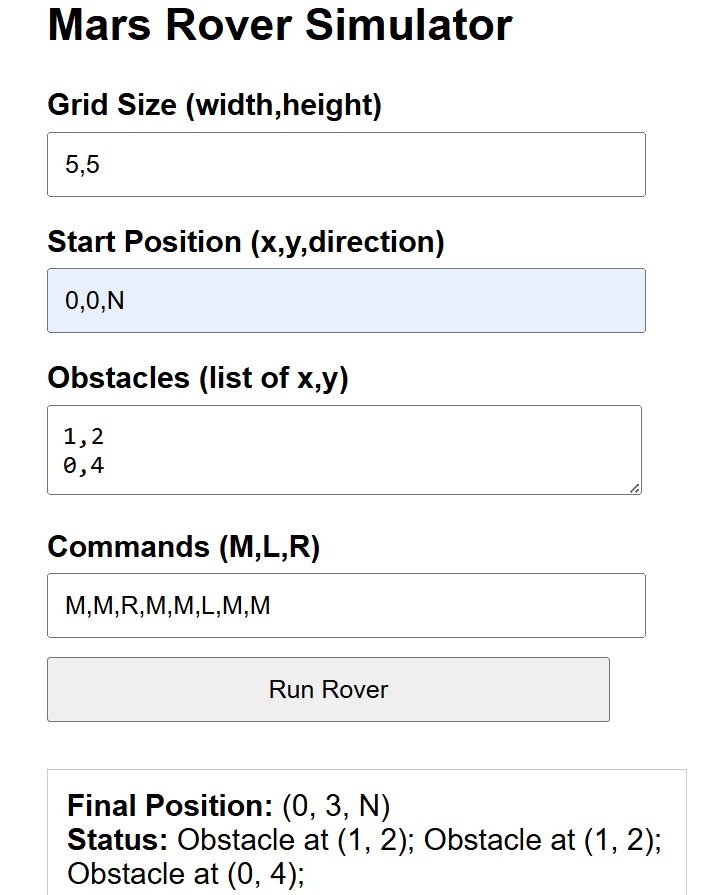 Mars Rover Simulator
Grid Size (width,height)
5,5
Start Position (x,y,direction)
0,0,N
Obstacles (list of x,y)
1,2
0,4
Commands (M,L,R)
M,M,R,M,M,L,M,M
Run Rover
Final Position: (0, 3, N)
Status: Obstacle at (1, 2); Obstacle at (1, 2);
Obstacle at (0, 4);